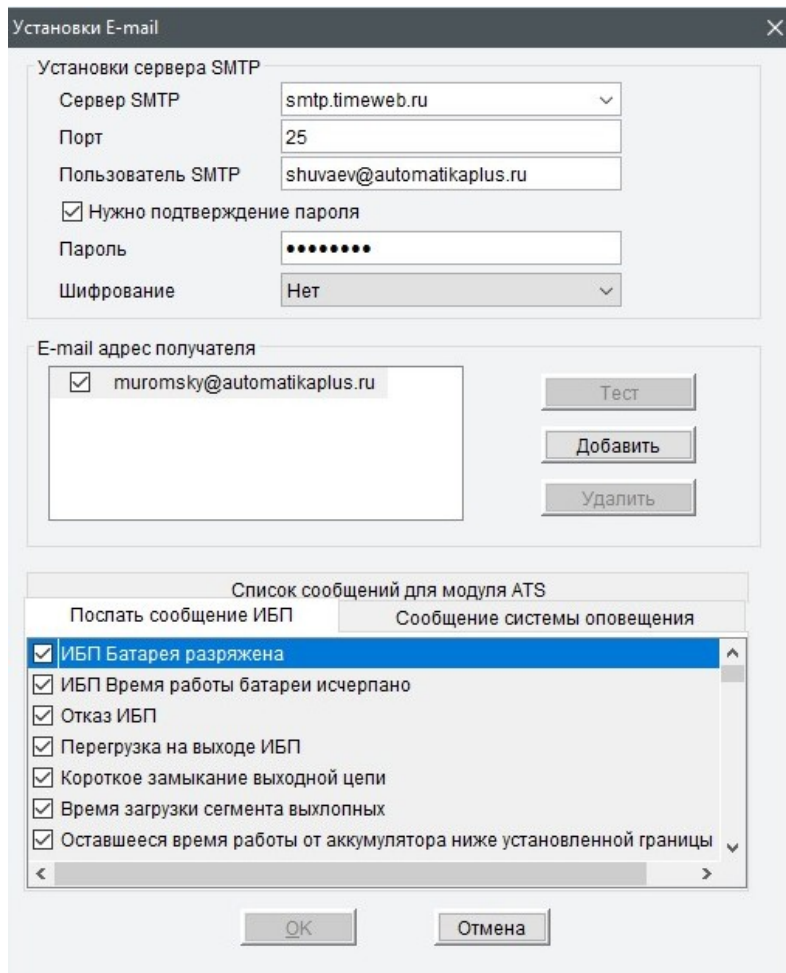 Установки E-mail
Установки сервера SMTP
Сервер SMTP smtp.timeweb.ru
Порт 25
Пользователь SMTP shuvaev@automatikaplus.ru
Нужно подтверждение пароля
Пароль ●●●●●●●●
Шифрование Нет
E-mail адрес получателя
muromsky@automatikaplus.ru
Тест
Добавить
Удалить
Список сообщений для модуля ATS
Послать сообщение ИБП Сообщение системы оповещения
ИБП Батарея разряжена
ИБП Время работы батареи исчерпано
Отказ ИБП
Перегрузка на выходе ИБП
Короткое замыкание выходной цепи
Время загрузки сегмента выхлопных
Оставшееся время работы от аккумулятора ниже установленной границы
OK Отмена